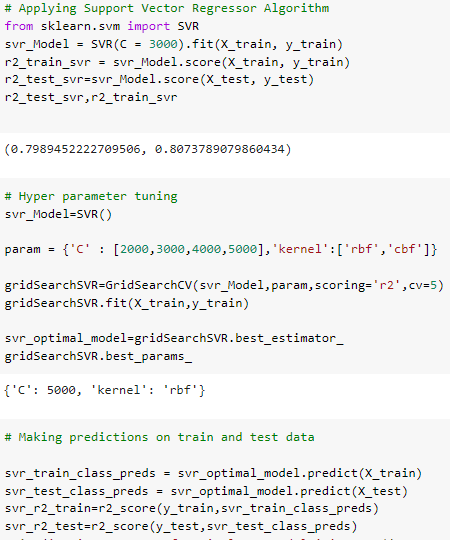 # Applying Support Vector Regressor Algorithm
from sklearn.svm import SVR
svr_Model = SVR(C = 3000).fit(X_train, y_train)
r2_train_svr = svr_Model.score(X_train, y_train)
r2_test_svr=svr_Model.score(X_test, y_test)
r2_test_svr,r2_train_svr
(0.7989452222709506, 0.8073789079860434)
# Hyper parameter tuning
svr_Model=SVR()
param = {'C' : [2000,3000,4000,5000],'kernel':['rbf','cbf']}
gridSearchSVR=GridSearchCV(svr_Model,param,scoring='r2',cv=5)
gridSearchSVR.fit(X_train,y_train)
svr_optimal_model=gridSearchSVR.best_estimator_
gridSearchSVR.best_params_
{'C': 5000, 'kernel': 'rbf'}
# Making predictions on train and test data
svr_train_class_preds = svr_optimal_model.predict(X_train)
svr_test_class_preds = svr_optimal_model.predict(X_test)
svr_r2_train=r2_score(y_train,svr_train_class_preds)
svr_r2_test=r2_score(y_test,svr_test_class_preds)